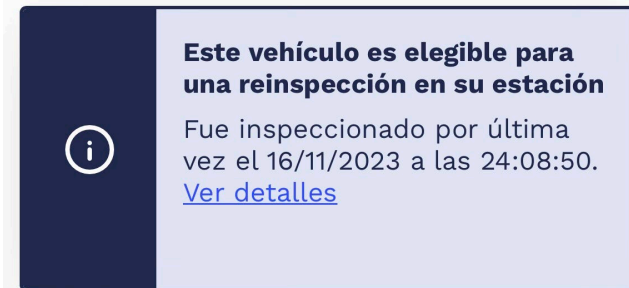 Este vehículo es elegible para
una reinspección en su estación
Fue inspeccionado por última
vez el 16/11/2023 a las 24:08:50.
Ver detalles